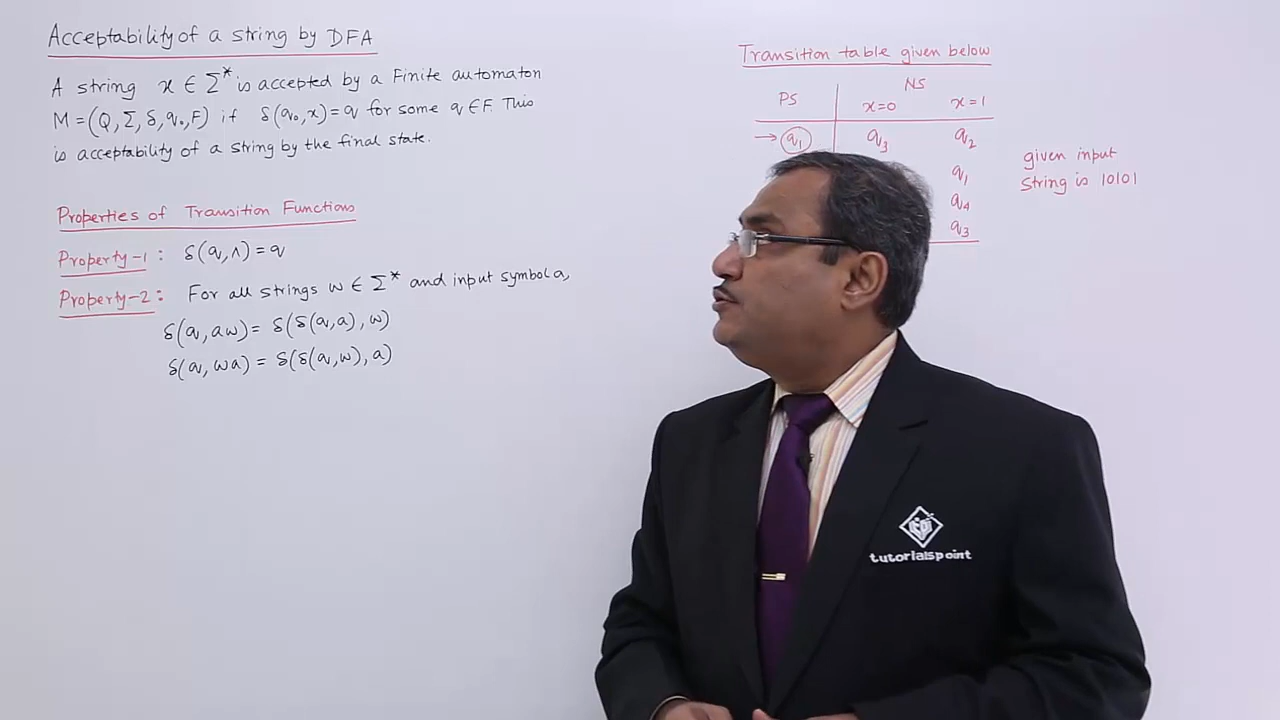 Acceptability of a string by DFA
A string x ∈ Σ* is accepted by a Finite automaton
M = (Q, Σ, δ, q₀, F) if δ(q₀, x) = q for some q ∈ F. This
is acceptability of a string by the final state.
Properties of Transition Functions
Property-1 : δ(q, Λ) = q
Property-2 : For all strings w ∈ Σ* and input symbol a,
δ(q, aw) = δ(δ(q, a), w)
δ(q, wa) = δ(δ(q, w), a)
Transition table given below
NS
PS x=0 x=1
→ q₁ q₃ q₂
q₁
q₄
q₃
given input
String is 10101
tutorialspoint